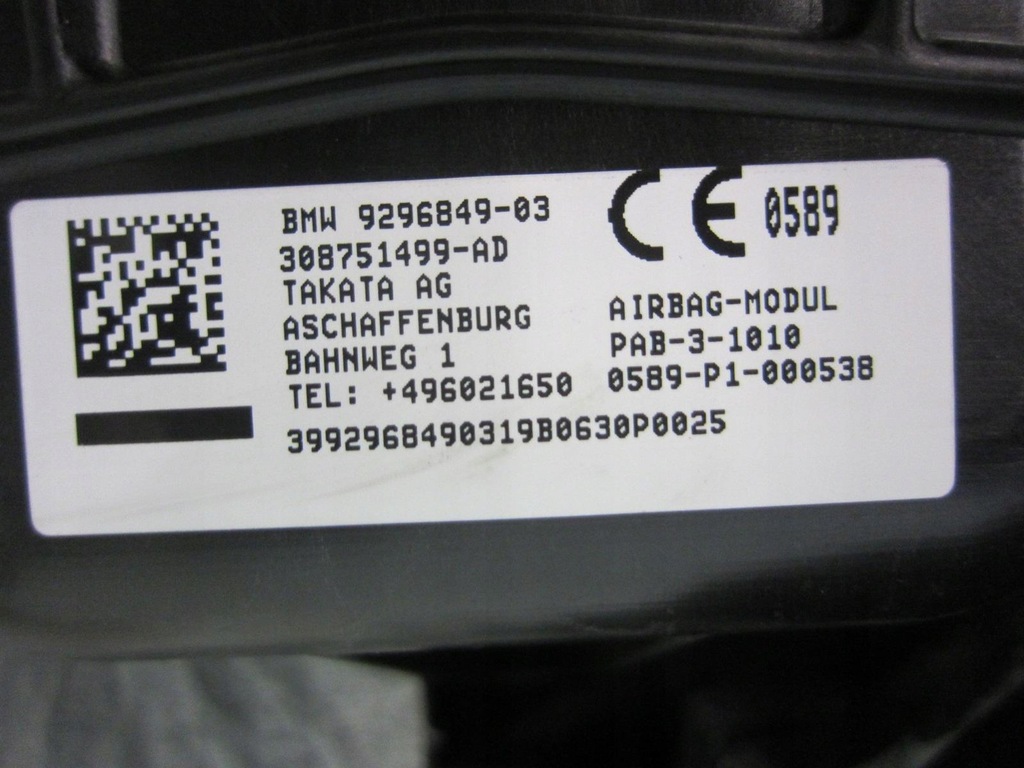 BMW 9296849-03
308751499-AD
TAKATA AG
ASCHAFFENBURG
BAHNWEG 1
TEL: +496021650
3992968490319B0630P0025
CE 0589
AIRBAG-MODUL
PAB-3-1010
0589-P1-000538